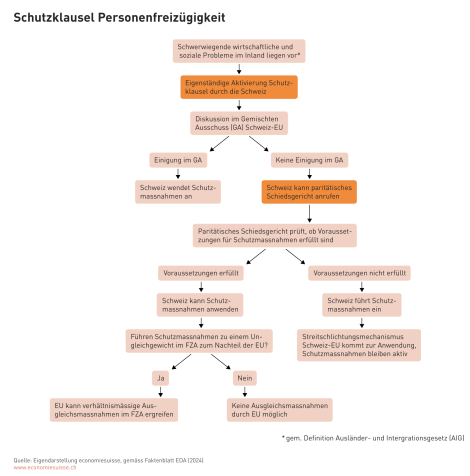 Schutzklausel Personenfreizügigkeit
Schwerwiegende wirtschaftliche und
soziale Probleme im Inland liegen vor*
Eigenständige Aktivierung Schutz-
klausel durch die Schweiz
Diskussion im Gemischten
Ausschuss (GA) Schweiz-EU
Einigung im GA
Keine Einigung im GA
Schweiz wendet Schutz-
massnahmen an
Schweiz kann paritätisches
Schiedsgericht anrufen
Paritätisches Schiedsgericht prüft, ob Vorausset-
zungen für Schutzmassnahmen erfüllt sind
Voraussetzungen erfüllt
Voraussetzungen nicht erfüllt
Schweiz kann Schutz-
massnahmen anwenden
Schweiz führt Schutz-
massnahmen ein
Führen Schutzmassnahmen zu einem Un-
gleichgewicht im FZA zum Nachteil der EU?
Streitschlichtungsmechanismus
Schweiz-EU kommt zur Anwendung,
Schutzmassnahmen bleiben aktiv
Ja
Nein
EU kann verhältnismässige Aus-
gleichsmassnahmen im FZA ergreifen
Keine Ausgleichsmassnahmen
durch EU möglich
* gem. Definition Ausländer- und Intergrationsgesetz (AIG)
Quelle: Eigendarstellung economiesuisse, gemäss Faktenblatt EDA (2024)
www.economiesuisse.ch